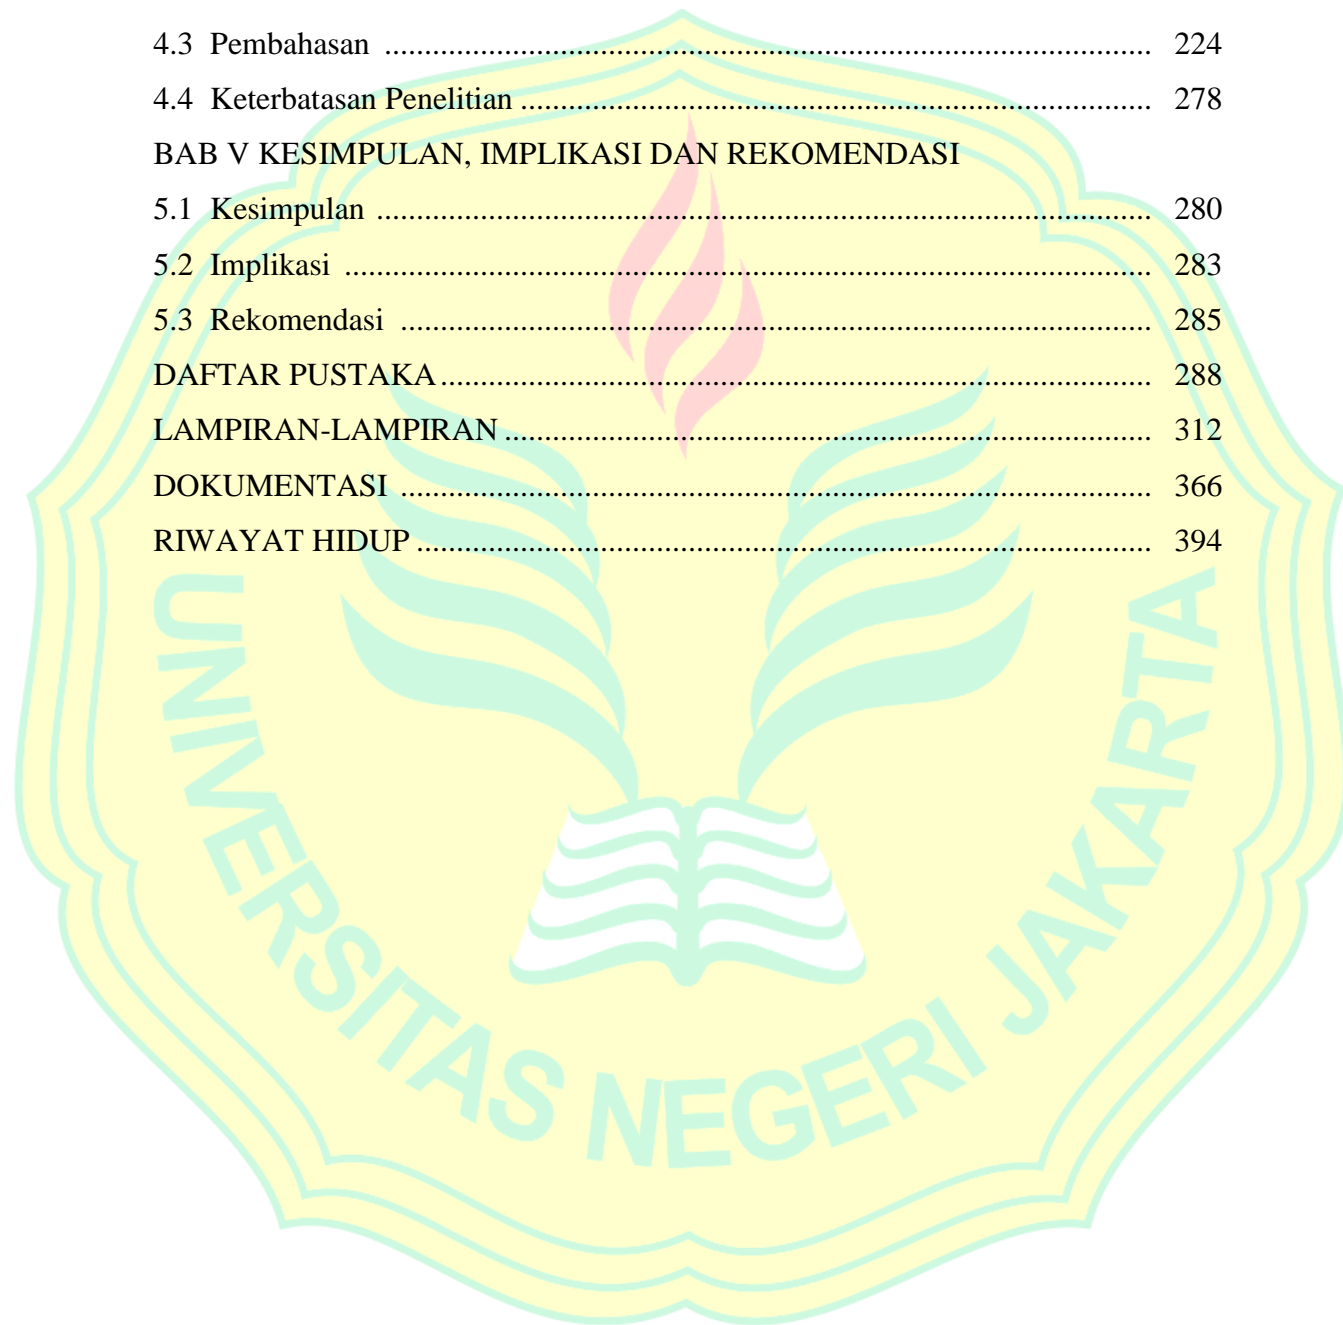 4.3 Pembahasan ................................................................................................ 224
4.4 Keterbatasan Penelitian ............................................................................... 278
BAB V KESIMPULAN, IMPLIKASI DAN REKOMENDASI
5.1 Kesimpulan ................................................................................................. 280
5.2 Implikasi ..................................................................................................... 283
5.3 Rekomendasi .............................................................................................. 285
DAFTAR PUSTAKA ......................................................................................... 288
LAMPIRAN-LAMPIRAN ................................................................................. 312
DOKUMENTASI .............................................................................................. 366
RIWAYAT HIDUP ............................................................................................ 394
UNIVERSITAS NEGERI JAKARTA